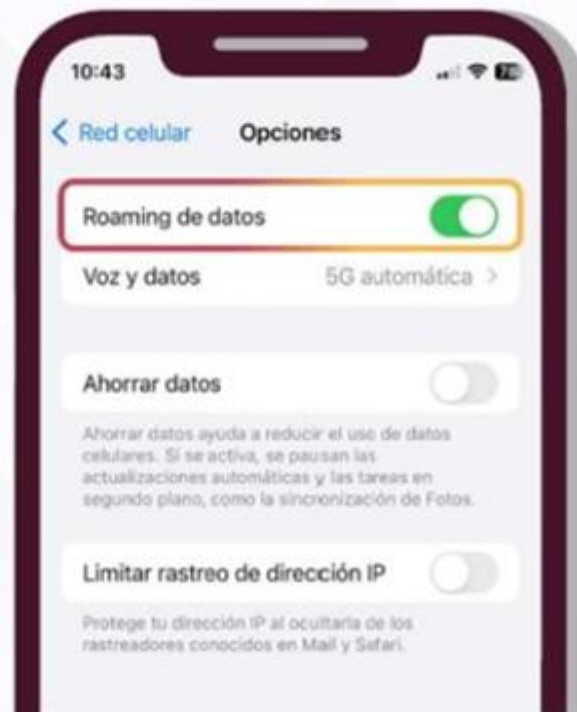 10:43
Red celular
Opciones
Roaming de datos
Voz y datos
5G automática
Ahorrar datos
Ahorrar datos ayuda a reducir el uso de datos
celulares. Si se activa, se pausan las
actualizaciones automáticas y las tareas en
segundo plano, como la sincronización de Fotos.
Limitar rastreo de dirección IP
Protege tu dirección IP al ocultarla de los
rastreadores conocidos en Mail y Safari.